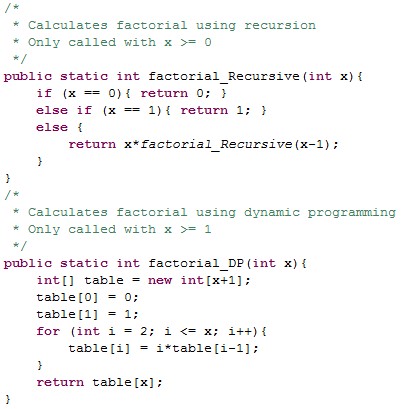 /*
 * Calculates factorial using recursion
 * Only called with x >= 0
 */
public static int factorial_Recursive(int x){
    if (x == 0){ return 0; }
    else if (x == 1){ return 1; }
    else {
        return x*factorial_Recursive(x-1);
    }
}
/*
 * Calculates factorial using dynamic programming
 * Only called with x >= 1
 */
public static int factorial_DP(int x){
    int[] table = new int[x+1];
    table[0] = 0;
    table[1] = 1;
    for (int i = 2; i <= x; i++){
        table[i] = i*table[i-1];
    }
    return table[x];
}